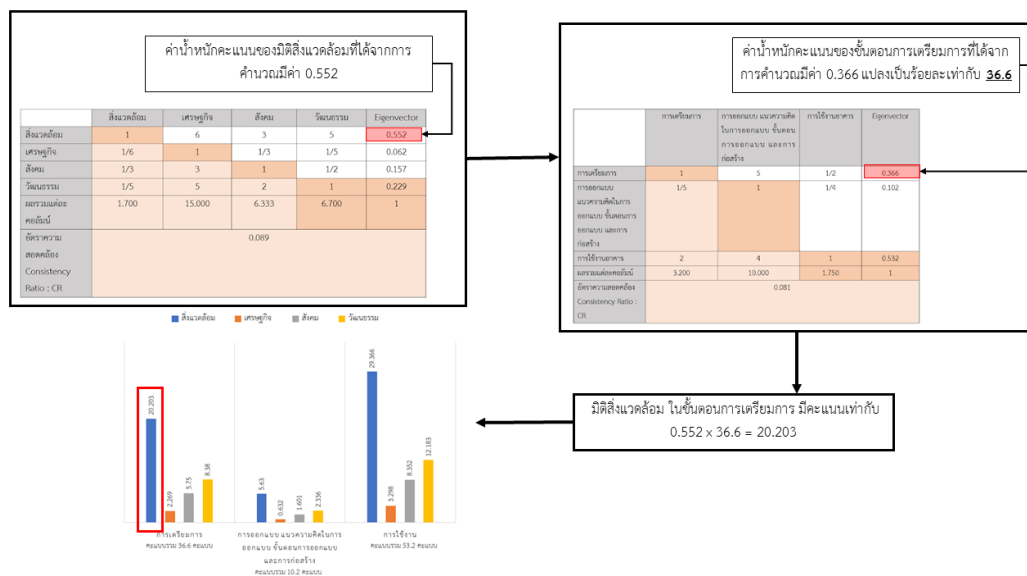 ค่าน้ำหนักคะแนนของมิติสิ่งแวดล้อมที่ได้จากการ
คำนวณมีค่า 0.552
สิ่งแวดล้อม เศรษฐกิจ สังคม วัฒนธรรม Eigenvector
สิ่งแวดล้อม 1 6 3 5 0.552
เศรษฐกิจ 1/6 1 1/3 1/5 0.062
สังคม 1/3 3 1 1/2 0.157
วัฒนธรรม 1/5 5 2 1 0.229
ผลรวมแต่ละ 1.700 15.000 6.333 6.700 1
คอลัมน์
อัตราความ 0.089
สอดคล้อง
Consistency
Ratio : CR
ค่าน้ำหนักคะแนนของขั้นตอนการเตรียมการที่ได้จาก
การคำนวณมีค่า 0.366 แปลงเป็นร้อยละเท่ากับ 36.6
การเตรียมการ การออกแบบ แนวความคิด การใช้งานอาคาร Eigenvector
ในการออกแบบ ขั้นตอน
การออกแบบ และการ
ก่อสร้าง
การเตรียมการ 1 5 1/2 0.366
การออกแบบ 1/5 1 1/4 0.102
แนวความคิดในการ
ออกแบบ ขั้นตอนการ
ออกแบบ และการ
ก่อสร้าง
การใช้งานอาคาร 2 4 1 0.532
ผลรวมแต่ละคอลัมน์ 3.200 10.000 1.750 1
อัตราความสอดคล้อง 0.081
Consistency Ratio :
CR
มิติสิ่งแวดล้อม ในขั้นตอนการเตรียมการ มีคะแนนเท่ากับ
0.552 x 36.6 = 20.203
สิ่งแวดล้อม เศรษฐกิจ สังคม วัฒนธรรม
20.203 2.269 5.75 8.38
5.63 0.632 1.601 2.336
29.366 3.298 8.352 12.183
การเตรียมการ
คะแนนรวม 36.6 คะแนน
การออกแบบ แนวความคิดในการ
ออกแบบ ขั้นตอนการออกแบบ
และการก่อสร้าง
คะแนนรวม 10.2 คะแนน
การใช้งาน
คะแนนรวม 53.2 คะแนน